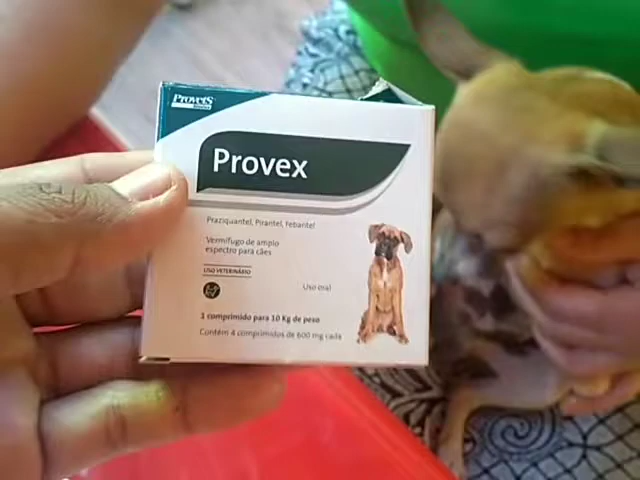 ProvetS
Provex
Praziquantel, Pirantel, Febantel
Vermífugo de amplo
espectro para cães
USO VETERINÁRIO
Uso oral
1 comprimido para 10 Kg de peso
Contém 4 comprimidos de 600 mg cada